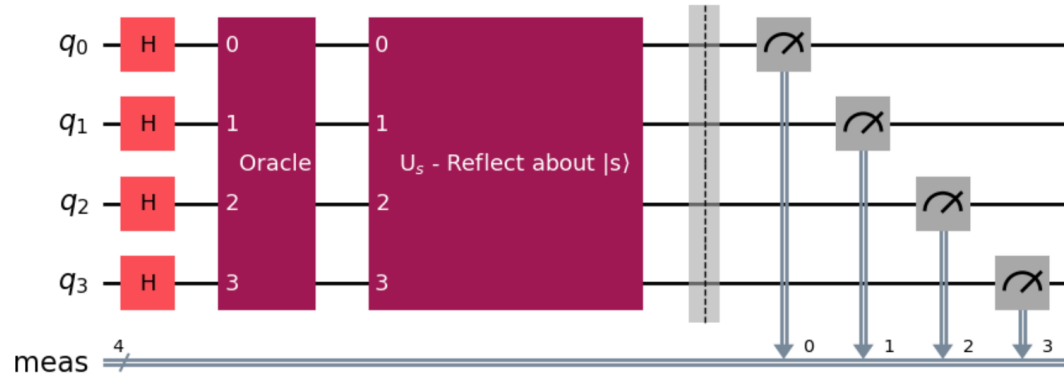 q0 H 0 0
q1 H 1 1
Oracle Us - Reflect about |s⟩
q2 H 2 2
q3 H 3 3
meas 4 0 1 2 3